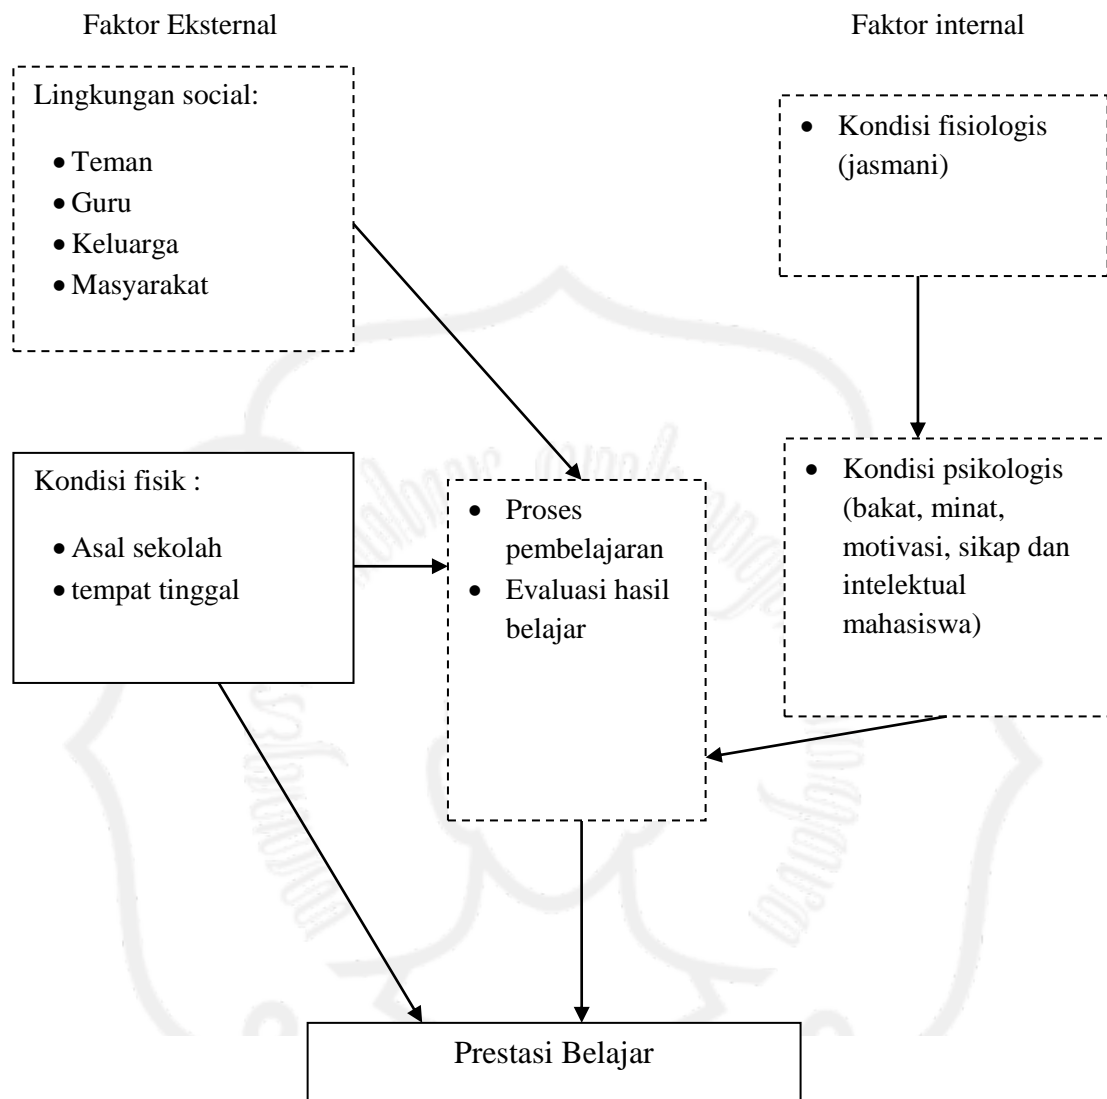 Faktor Eksternal
Faktor internal
Lingkungan social:
• Teman
• Guru
• Keluarga
• Masyarakat
• Kondisi fisiologis
(jasmani)
Kondisi fisik :
• Asal sekolah
• tempat tinggal
• Proses
pembelajaran
• Evaluasi hasil
belajar
• Kondisi psikologis
(bakat, minat,
motivasi, sikap dan
intelektual
mahasiswa)
Prestasi Belajar